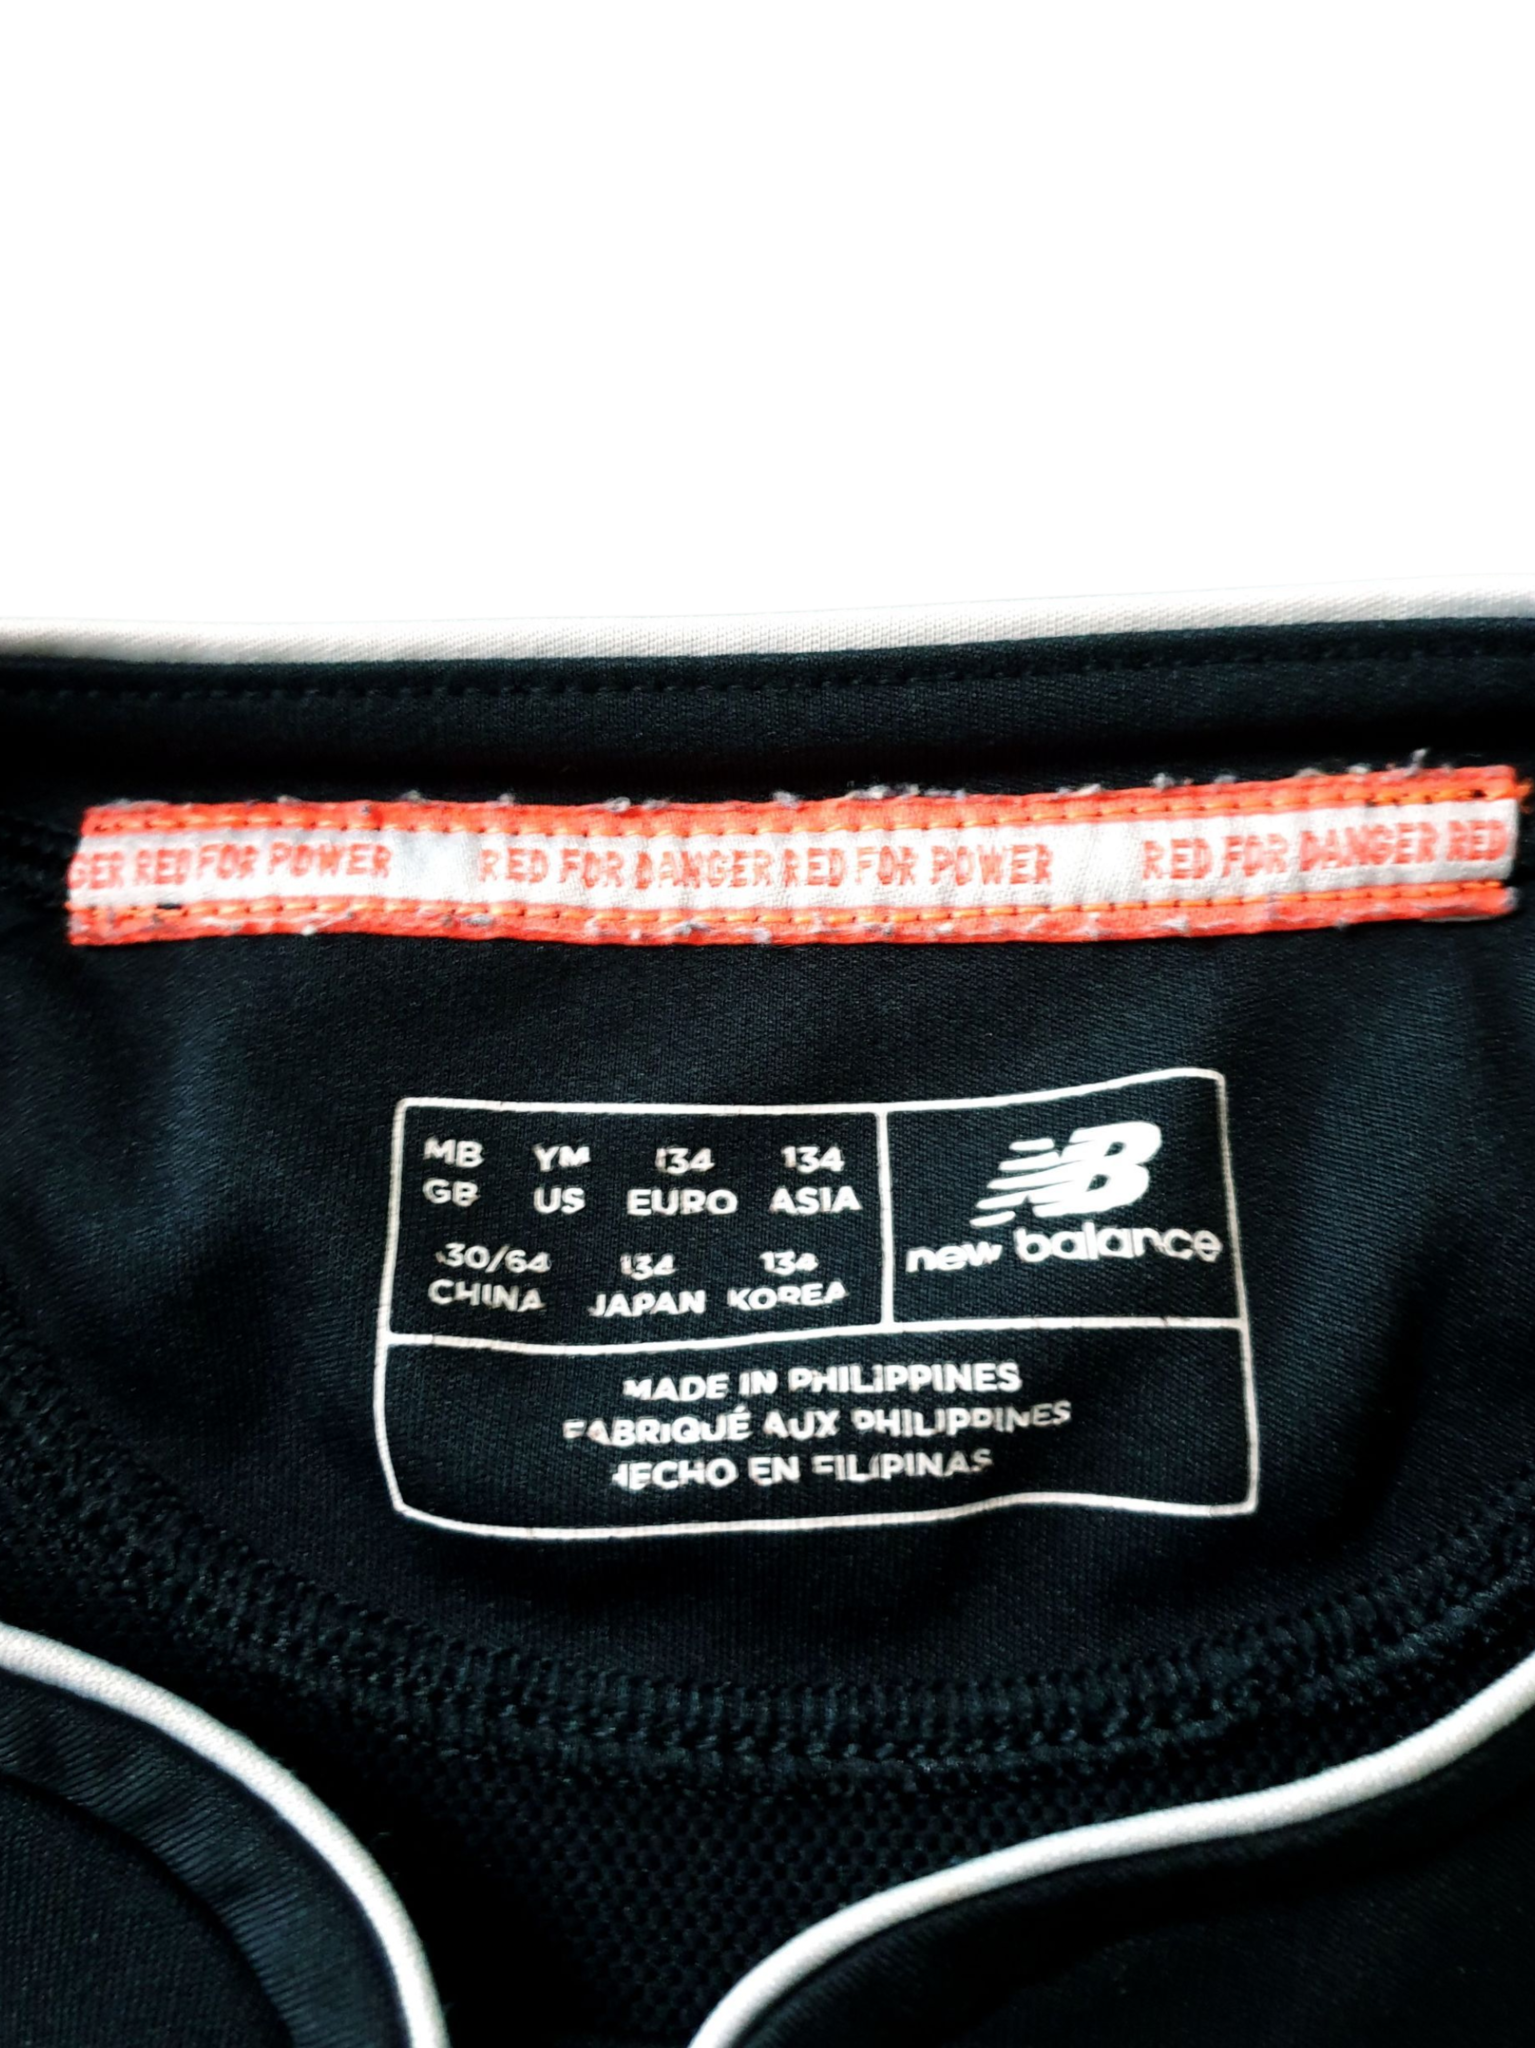 GER RED FOR POWER RED FOR DANGER RED FOR POWER RED FOR DANGER RED
MB YM 134 134
GB US EURO ASIA
130/64 134 134
CHINA JAPAN KOREA
NB
new balance
MADE IN PHILIPPINES
FABRIQUÉ AUX PHILIPPINES
HECHO EN FILIPINAS